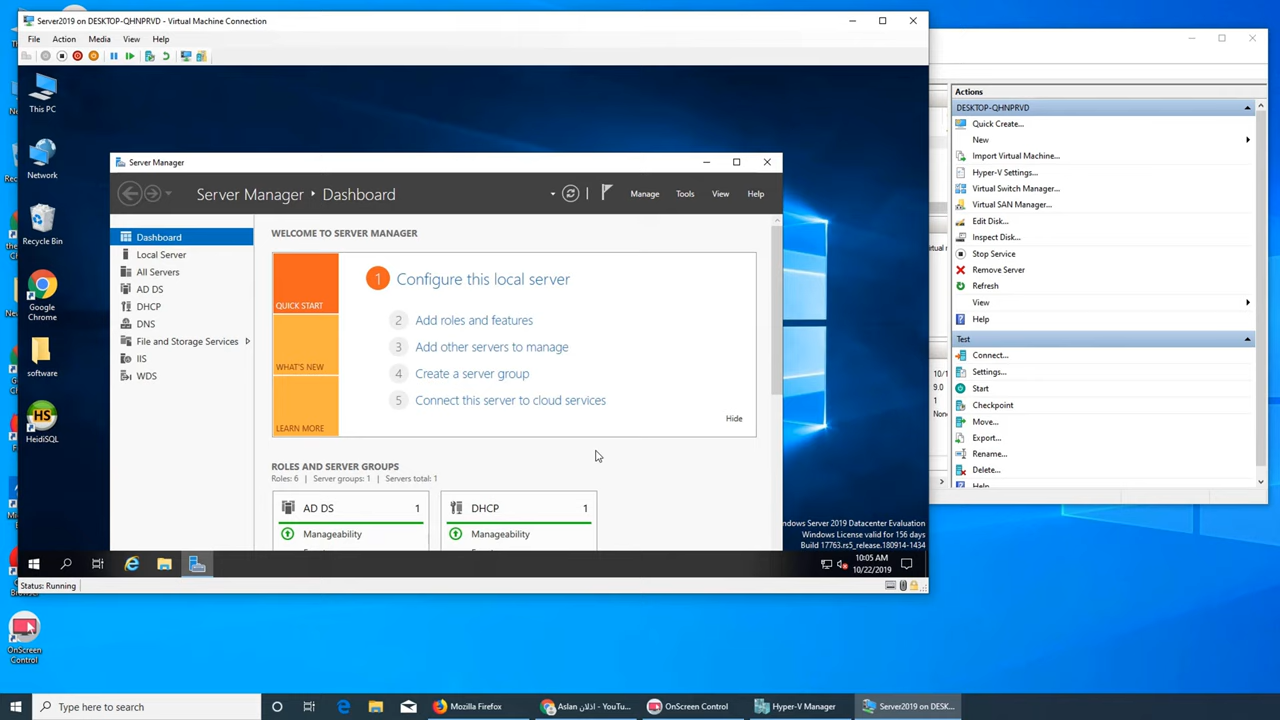 Server2019 on DESKTOP-QHNPRVD - Virtual Machine Connection
File Action Media View Help
This PC
Network
Recycle Bin
Google Chrome
software
HeidiSQL
Server Manager
Server Manager ‣ Dashboard
Manage Tools View Help
Dashboard
Local Server
All Servers
AD DS
DHCP
DNS
File and Storage Services
IIS
WDS
WELCOME TO SERVER MANAGER
QUICK START
WHAT'S NEW
LEARN MORE
1 Configure this local server
2 Add roles and features
3 Add other servers to manage
4 Create a server group
5 Connect this server to cloud services
Hide
ROLES AND SERVER GROUPS
Roles: 6 | Server groups: 1 | Servers total: 1
AD DS 1
Manageability
DHCP 1
Manageability
Windows Server 2019 Datacenter Evaluation
Windows License valid for 156 days
Build 17763.rs5_release.180914-1434
10:05 AM
10/22/2019
Status: Running
Actions
DESKTOP-QHNPRVD
Quick Create...
New
Import Virtual Machine...
Hyper-V Settings...
Virtual Switch Manager...
Virtual SAN Manager...
Edit Disk...
Inspect Disk...
Stop Service
Remove Server
Refresh
View
Help
Test
Connect...
Settings...
Start
Checkpoint
Move...
Export...
Rename...
Delete...
Help
10/1
9.0
1
OnScreen Control
Type here to search
Mozilla Firefox
Aslan اذلان - YouTu...
OnScreen Control
Hyper-V Manager
Server2019 on DESK...